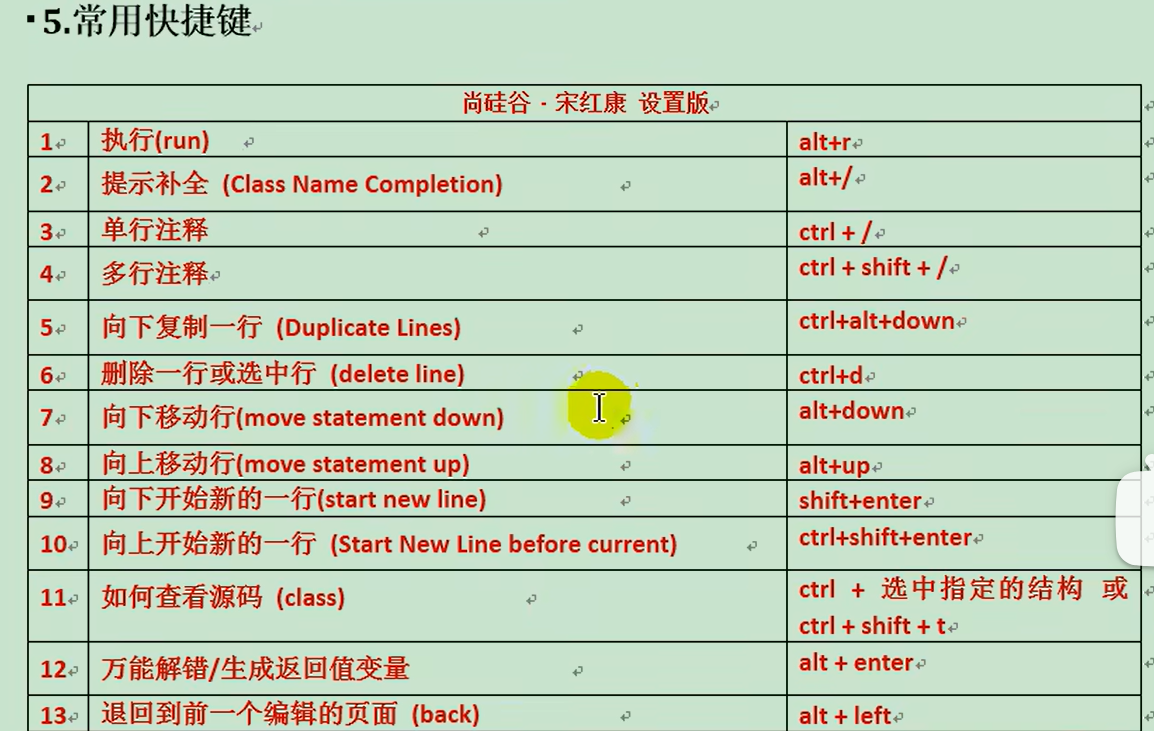 5.常用快捷键
尚硅谷 - 宋红康 设置版
1 执行(run) alt+r
2 提示补全 (Class Name Completion) alt+/
3 单行注释 ctrl + /
4 多行注释 ctrl + shift + /
5 向下复制一行 (Duplicate Lines) ctrl+alt+down
6 删除一行或选中行 (delete line) ctrl+d
7 向下移动行(move statement down) alt+down
8 向上移动行(move statement up) alt+up
9 向下开始新的一行(start new line) shift+enter
10 向上开始新的一行 (Start New Line before current) ctrl+shift+enter
11 如何查看源码 (class) ctrl + 选中指定的结构 或
ctrl + shift + t
12 万能解错/生成返回值变量 alt + enter
13 退回到前一个编辑的页面 (back) alt + left